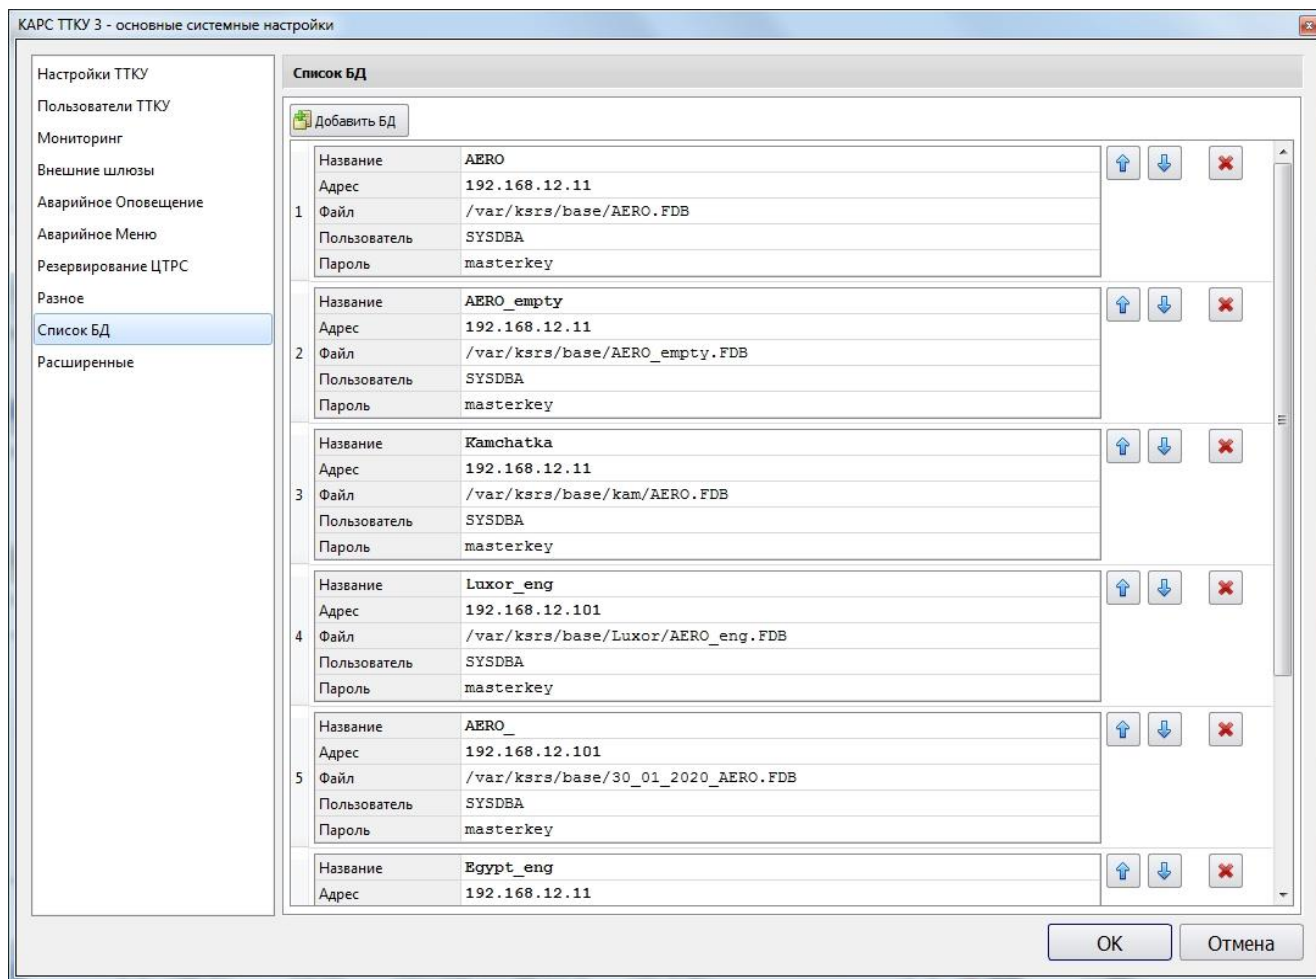 КАРС ТТКУ 3 - основные системные настройки
Настройки ТТКУ
Пользователи ТТКУ
Мониторинг
Внешние шлюзы
Аварийное Оповещение
Аварийное Меню
Резервирование ЦТРС
Разное
Список БД
Расширенные
Список БД
Добавить БД
1
Название AERO
Адрес 192.168.12.11
Файл /var/ksrs/base/AERO.FDB
Пользователь SYSDBA
Пароль masterkey
2
Название AERO_empty
Адрес 192.168.12.11
Файл /var/ksrs/base/AERO_empty.FDB
Пользователь SYSDBA
Пароль masterkey
3
Название Kamchatka
Адрес 192.168.12.11
Файл /var/ksrs/base/kam/AERO.FDB
Пользователь SYSDBA
Пароль masterkey
4
Название Luxor_eng
Адрес 192.168.12.101
Файл /var/ksrs/base/Luxor/AERO_eng.FDB
Пользователь SYSDBA
Пароль masterkey
5
Название AERO_
Адрес 192.168.12.101
Файл /var/ksrs/base/30_01_2020_AERO.FDB
Пользователь SYSDBA
Пароль masterkey
Название Egypt_eng
Адрес 192.168.12.11
OK
Отмена